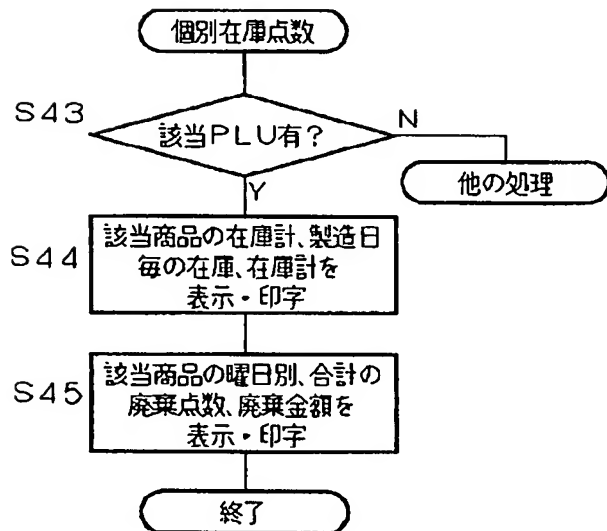 個別在庫点数
S43
該当PLU有?
N
他の処理
Y
S44
該当商品の在庫計、製造日
毎の在庫、在庫計を
表示・印字
S45
該当商品の曜日別、合計の
廃棄点数、廃棄金額を
表示・印字
終了